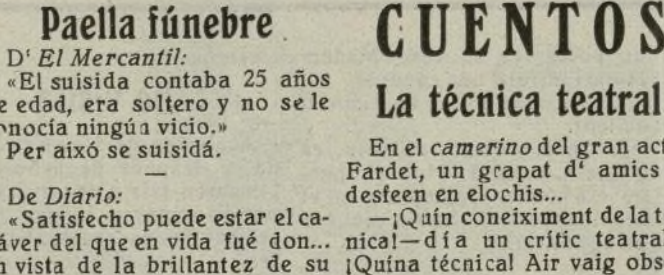 Paella fúnebre
D' El Mercantil:
«El suisida contaba 25 años
e edad, era soltero y no se le
nocía ningún vicio.»
Per aixó se suisidá.
De Diario:
«Satisfecho puede estar el ca-
áver del que en vida fué don...
n vista de la brillantez de su
CUENTOS
La técnica teatral
En el camerino del gran act
Fardet, un grapat d' amics
desfeen en elochis...
—¡Quín coneiximent de la t
nica!—día un crític teatral
¡Quína técnica! Air vaig obs